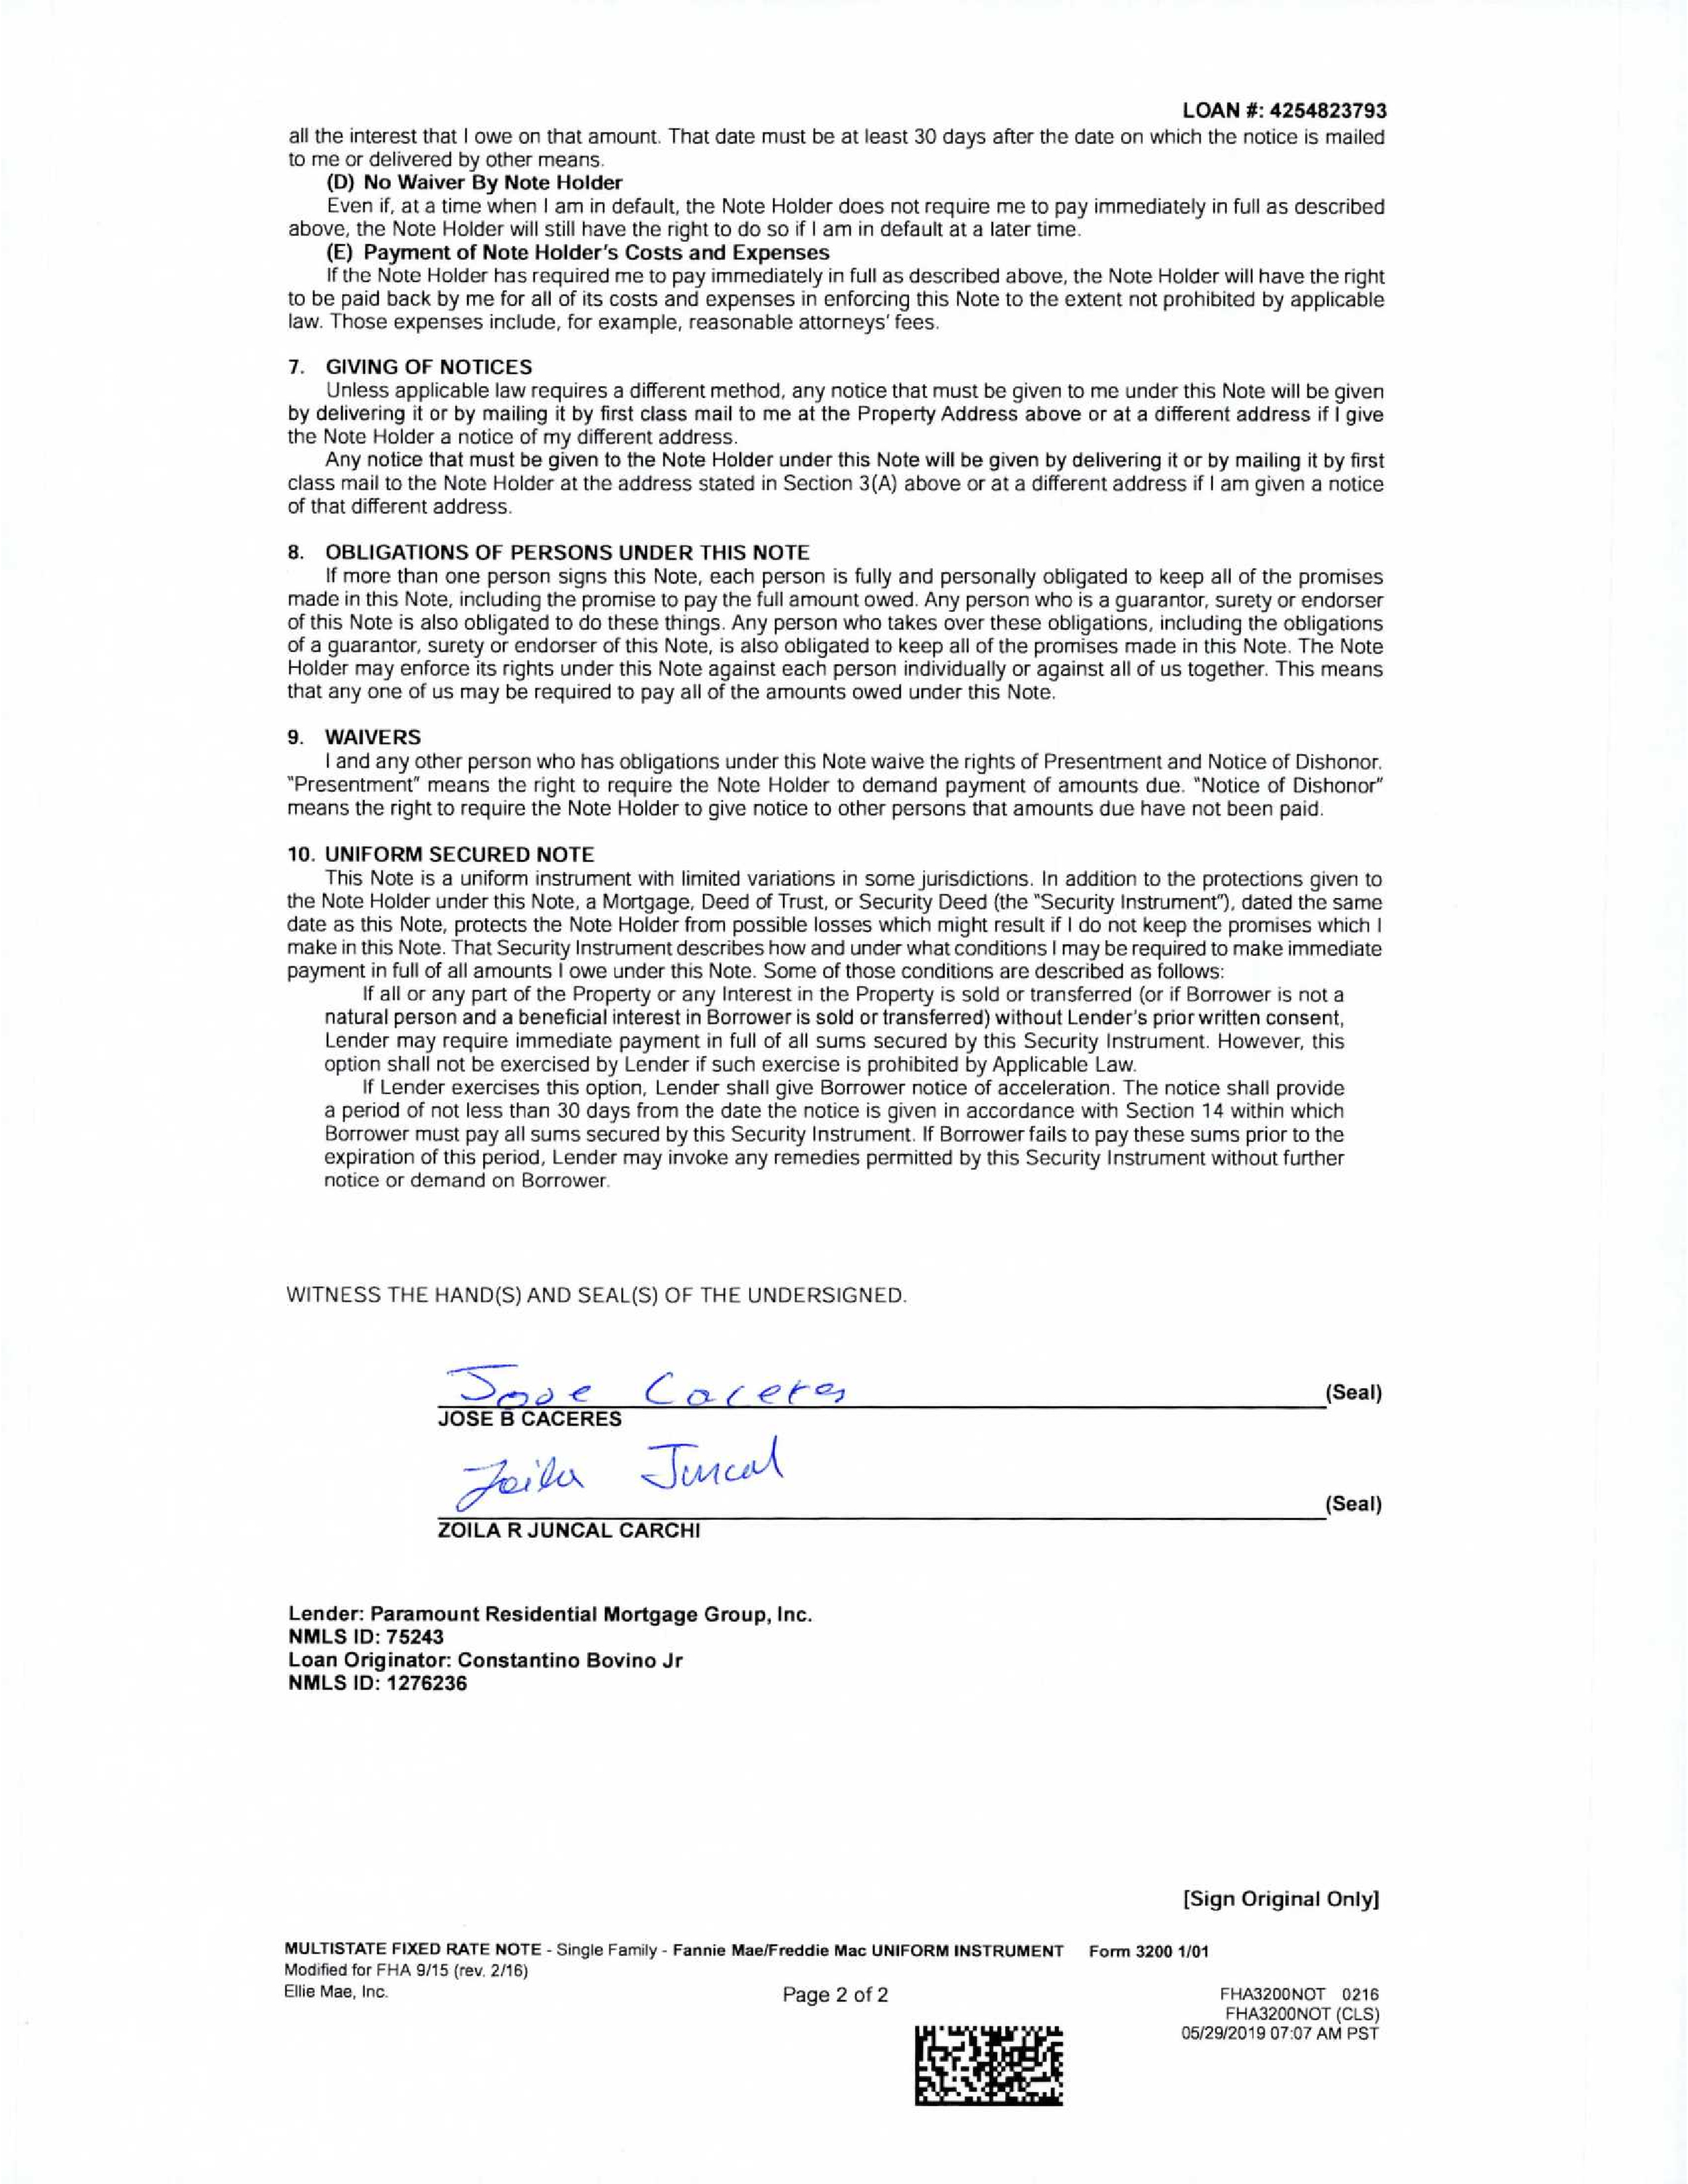 LOAN #: 4254823793
all the interest that I owe on that amount. That date must be at least 30 days after the date on which the notice is mailed
to me or delivered by other means.
(D) No Waiver By Note Holder
Even if, at a time when I am in default, the Note Holder does not require me to pay immediately in full as described
above, the Note Holder will still have the right to do so if I am in default at a later time.
(E) Payment of Note Holder's Costs and Expenses
If the Note Holder has required me to pay immediately in full as described above, the Note Holder will have the right
to be paid back by me for all of its costs and expenses in enforcing this Note to the extent not prohibited by applicable
law. Those expenses include, for example, reasonable attorneys' fees.
7. GIVING OF NOTICES
Unless applicable law requires a different method, any notice that must be given to me under this Note will be given
by delivering it or by mailing it by first class mail to me at the Property Address above or at a different address if I give
the Note Holder a notice of my different address.
Any notice that must be given to the Note Holder under this Note will be given by delivering it or by mailing it by first
class mail to the Note Holder at the address stated in Section 3(A) above or at a different address if I am given a notice
of that different address.
8. OBLIGATIONS OF PERSONS UNDER THIS NOTE
If more than one person signs this Note, each person is fully and personally obligated to keep all of the promises
made in this Note, including the promise to pay the full amount owed. Any person who is a guarantor, surety or endorser
of this Note is also obligated to do these things. Any person who takes over these obligations, including the obligations
of a guarantor, surety or endorser of this Note, is also obligated to keep all of the promises made in this Note. The Note
Holder may enforce its rights under this Note against each person individually or against all of us together. This means
that any one of us may be required to pay all of the amounts owed under this Note.
9. WAIVERS
I and any other person who has obligations under this Note waive the rights of Presentment and Notice of Dishonor.
"Presentment" means the right to require the Note Holder to demand payment of amounts due. "Notice of Dishonor"
means the right to require the Note Holder to give notice to other persons that amounts due have not been paid.
10. UNIFORM SECURED NOTE
This Note is a uniform instrument with limited variations in some jurisdictions. In addition to the protections given to
the Note Holder under this Note, a Mortgage, Deed of Trust, or Security Deed (the "Security Instrument"), dated the same
date as this Note, protects the Note Holder from possible losses which might result if I do not keep the promises which I
make in this Note. That Security Instrument describes how and under what conditions I may be required to make immediate
payment in full of all amounts I owe under this Note. Some of those conditions are described as follows:
If all or any part of the Property or any Interest in the Property is sold or transferred (or if Borrower is not a
natural person and a beneficial interest in Borrower is sold or transferred) without Lender's prior written consent,
Lender may require immediate payment in full of all sums secured by this Security Instrument. However, this
option shall not be exercised by Lender if such exercise is prohibited by Applicable Law.
If Lender exercises this option, Lender shall give Borrower notice of acceleration. The notice shall provide
a period of not less than 30 days from the date the notice is given in accordance with Section 14 within which
Borrower must pay all sums secured by this Security Instrument. If Borrower fails to pay these sums prior to the
expiration of this period, Lender may invoke any remedies permitted by this Security Instrument without further
notice or demand on Borrower.
WITNESS THE HAND(S) AND SEAL(S) OF THE UNDERSIGNED.
Jose Caceres
(Seal)
JOSE B CACERES
Zoila Juncal
(Seal)
ZOILA R JUNCAL CARCHI
Lender: Paramount Residential Mortgage Group, Inc.
NMLS ID: 75243
Loan Originator: Constantino Bovino Jr
NMLS ID: 1276236
[Sign Original Only]
MULTISTATE FIXED RATE NOTE - Single Family - Fannie Mae/Freddie Mac UNIFORM INSTRUMENT Form 3200 1/01
Modified for FHA 9/15 (rev. 2/16)
Ellie Mae, Inc.
Page 2 of 2
FHA3200NOT 0216
FHA3200NOT (CLS)
05/29/2019 07:07 AM PST